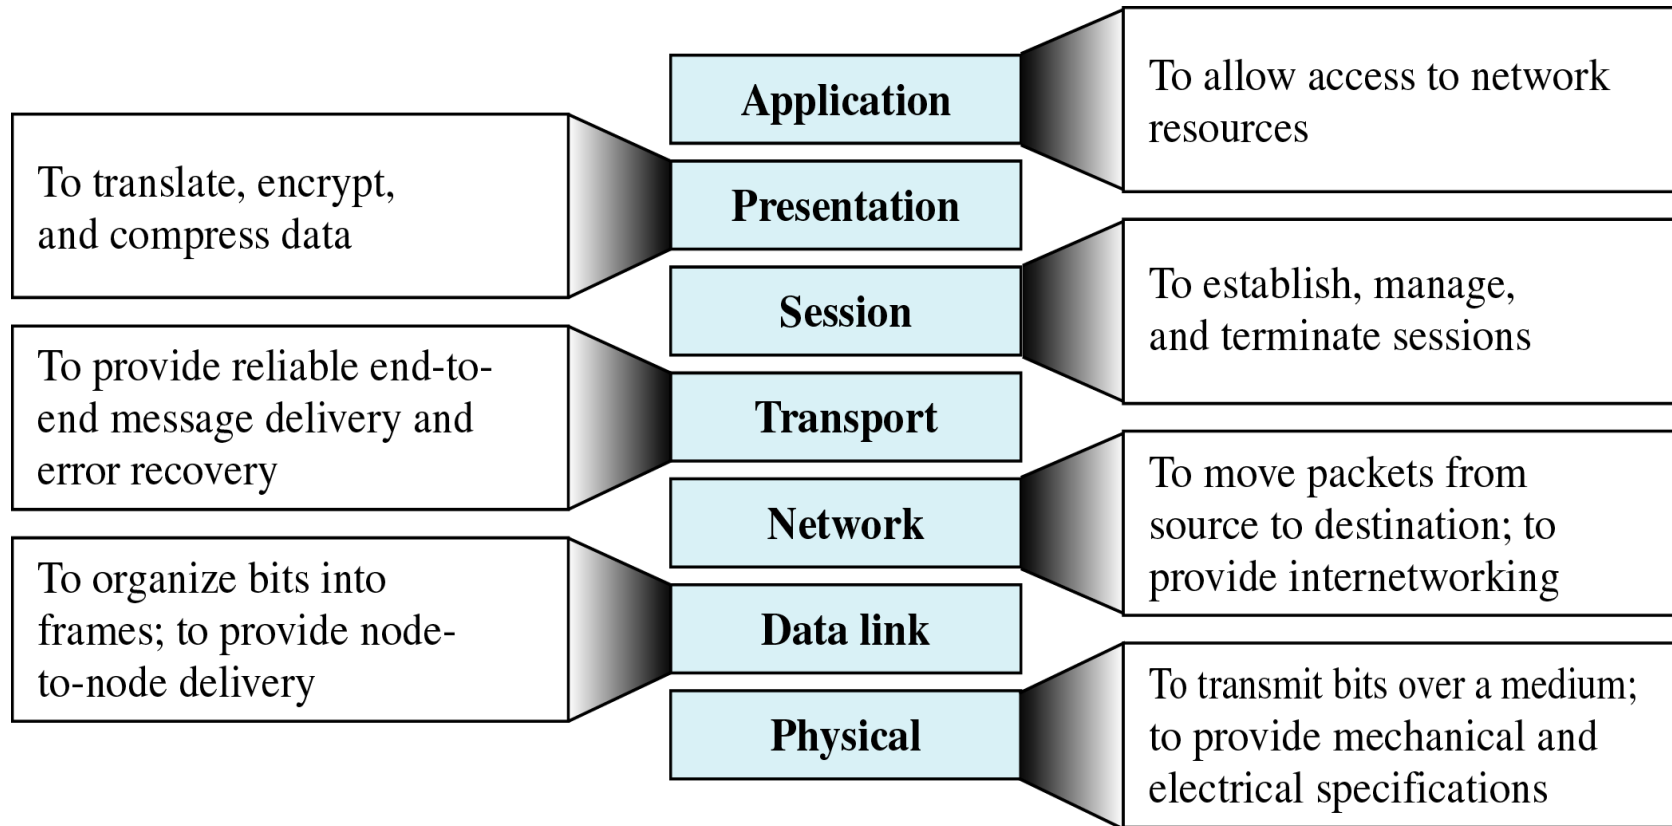 Application
To allow access to network
resources
To translate, encrypt,
and compress data
Presentation
Session
To establish, manage,
and terminate sessions
To provide reliable end-to-
end message delivery and
error recovery
Transport
Network
To move packets from
source to destination; to
provide internetworking
To organize bits into
frames; to provide node-
to-node delivery
Data link
Physical
To transmit bits over a medium;
to provide mechanical and
electrical specifications